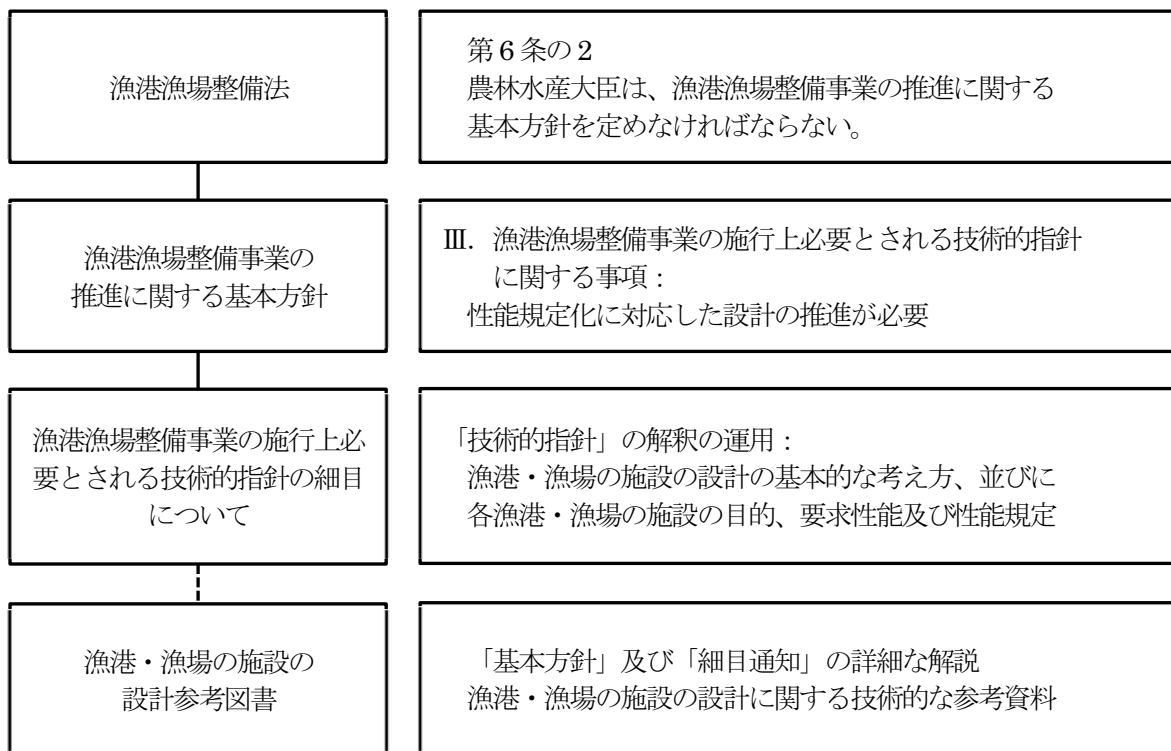 漁港漁場整備法
第6条の2
農林水産大臣は、漁港漁場整備事業の推進に関する
基本方針を定めなければならない。
漁港漁場整備事業の
推進に関する基本方針
Ⅲ. 漁港漁場整備事業の施行上必要とされる技術的指針
に関する事項：
性能規定化に対応した設計の推進が必要
漁港漁場整備事業の施行上必
要とされる技術的指針の細目
について
「技術的指針」の解釈の運用：
漁港・漁場の施設の設計の基本的な考え方、並びに
各漁港・漁場の施設の目的、要求性能及び性能規定
漁港・漁場の施設の
設計参考図書
「基本方針」及び「細目通知」の詳細な解説
漁港・漁場の施設の設計に関する技術的な参考資料